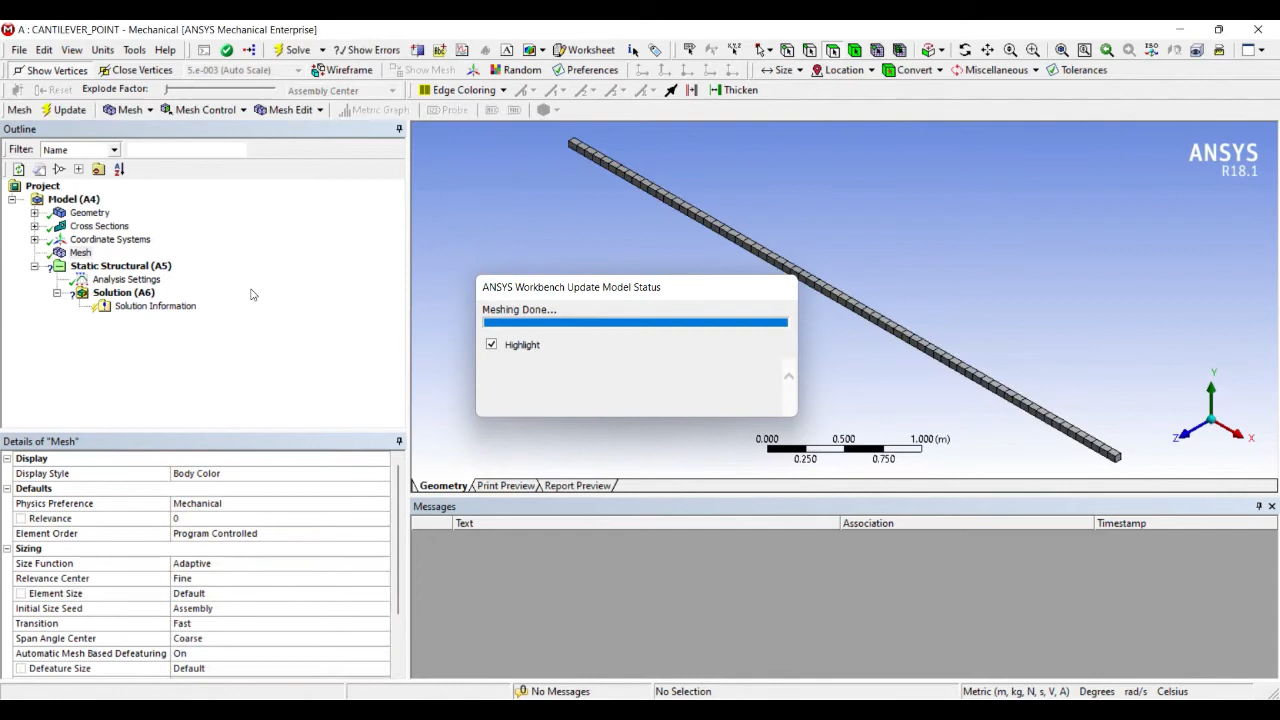 A : CANTILEVER_POINT - Mechanical [ANSYS Mechanical Enterprise]
File Edit View Units Tools Help Solve ?/ Show Errors Worksheet
Show Vertices Close Vertices 5.e-003 (Auto Scale) Wireframe Show Mesh Random Preferences Size Location Convert Miscellaneous Tolerances
Reset Explode Factor: Assembly Center Edge Coloring Thicken
Mesh Update Mesh Mesh Control Mesh Edit Metric Graph Probe
Outline
Filter: Name
Project
Model (A4)
Geometry
Cross Sections
Coordinate Systems
Mesh
Static Structural (A5)
Analysis Settings
Solution (A6)
Solution Information
ANSYS
R18.1
ANSYS Workbench Update Model Status
Meshing Done...
Highlight
Y
Z
X
0.000 0.500 1.000 (m)
0.250 0.750
Geometry Print Preview Report Preview
Details of "Mesh"
Display
Display Style Body Color
Defaults
Physics Preference Mechanical
Relevance 0
Element Order Program Controlled
Sizing
Size Function Adaptive
Relevance Center Fine
Element Size Default
Initial Size Seed Assembly
Transition Fast
Span Angle Center Coarse
Automatic Mesh Based Defeaturing On
Defeature Size Default
Messages
Text Association Timestamp
No Messages No Selection Metric (m, kg, N, s, V, A) Degrees rad/s Celsius